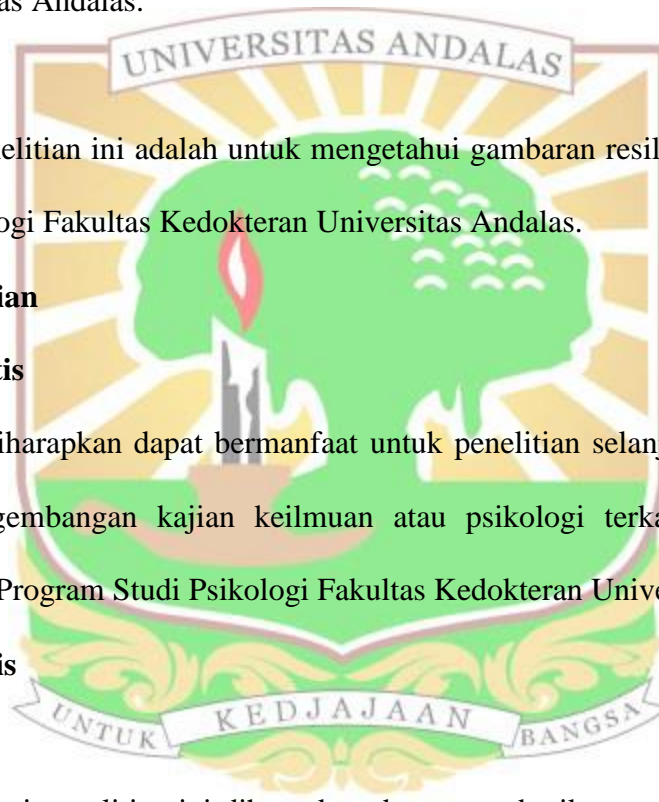 as Andalas.
UNIVERSITAS ANDALAS
elitian ini adalah untuk mengetahui gambaran resil
ogi Fakultas Kedokteran Universitas Andalas.
ian
tis
iharapkan dapat bermanfaat untuk penelitian selanj
gembangan kajian keilmuan atau psikologi terka
Program Studi Psikologi Fakultas Kedokteran Unive
is
UNTUK KEDJAJAAN BANGSA